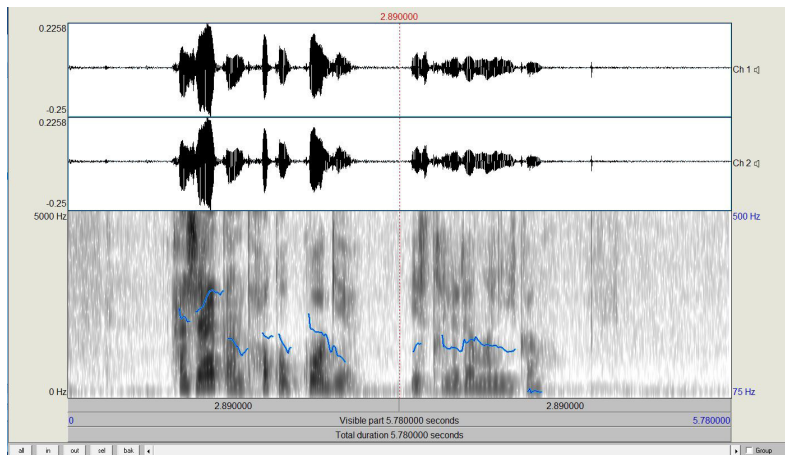 2.890000
0.2258
Ch 1
-0.25
0.2258
Ch 2
-0.25
5000 Hz 500 Hz
0 Hz 75 Hz
2.890000 2.890000
0 Visible part 5.780000 seconds 5.780000
Total duration 5.780000 seconds
all in out sel bak Group